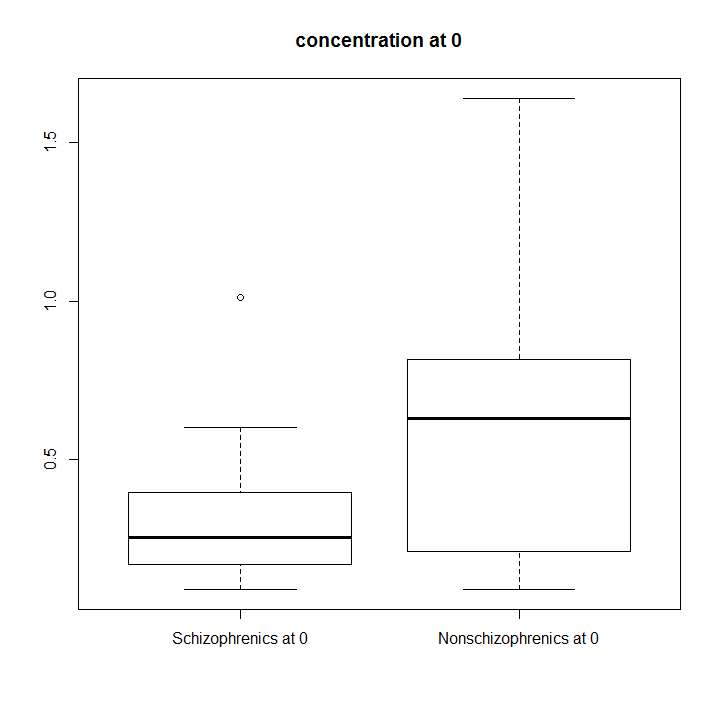 concentration at 0
1.5
1.0
0.5
Schizophrenics at 0
Nonschizophrenics at 0